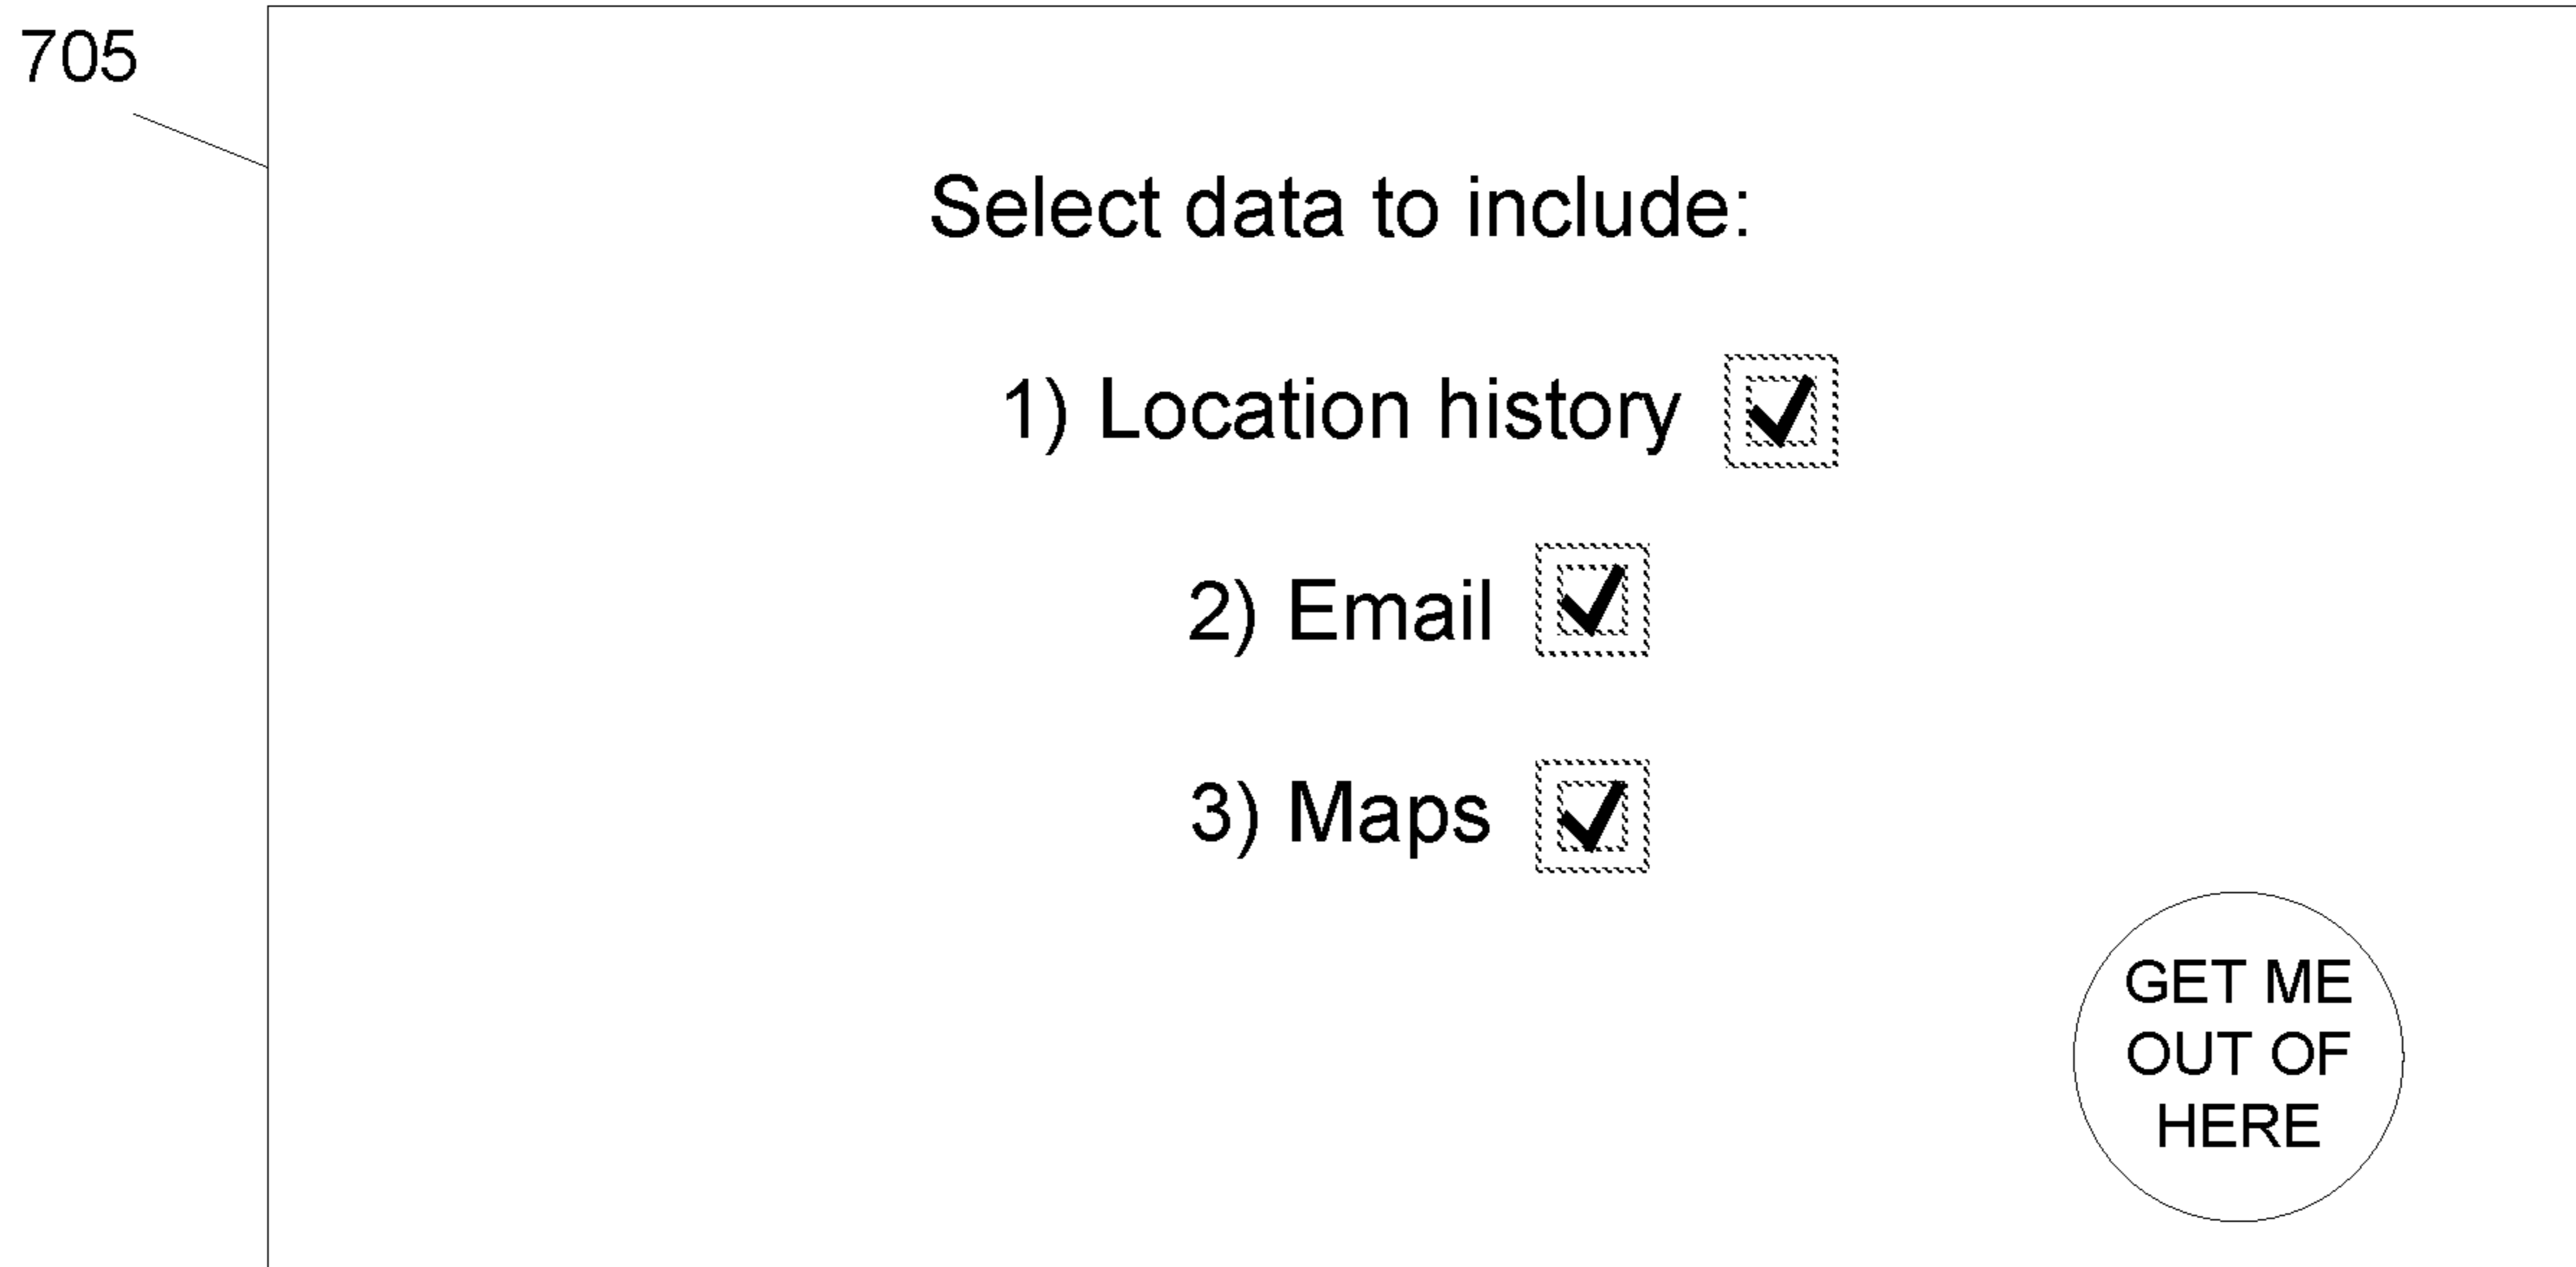 705
Select data to include:
1) Location history
2) Email
3) Maps
GET ME
OUT OF
HERE